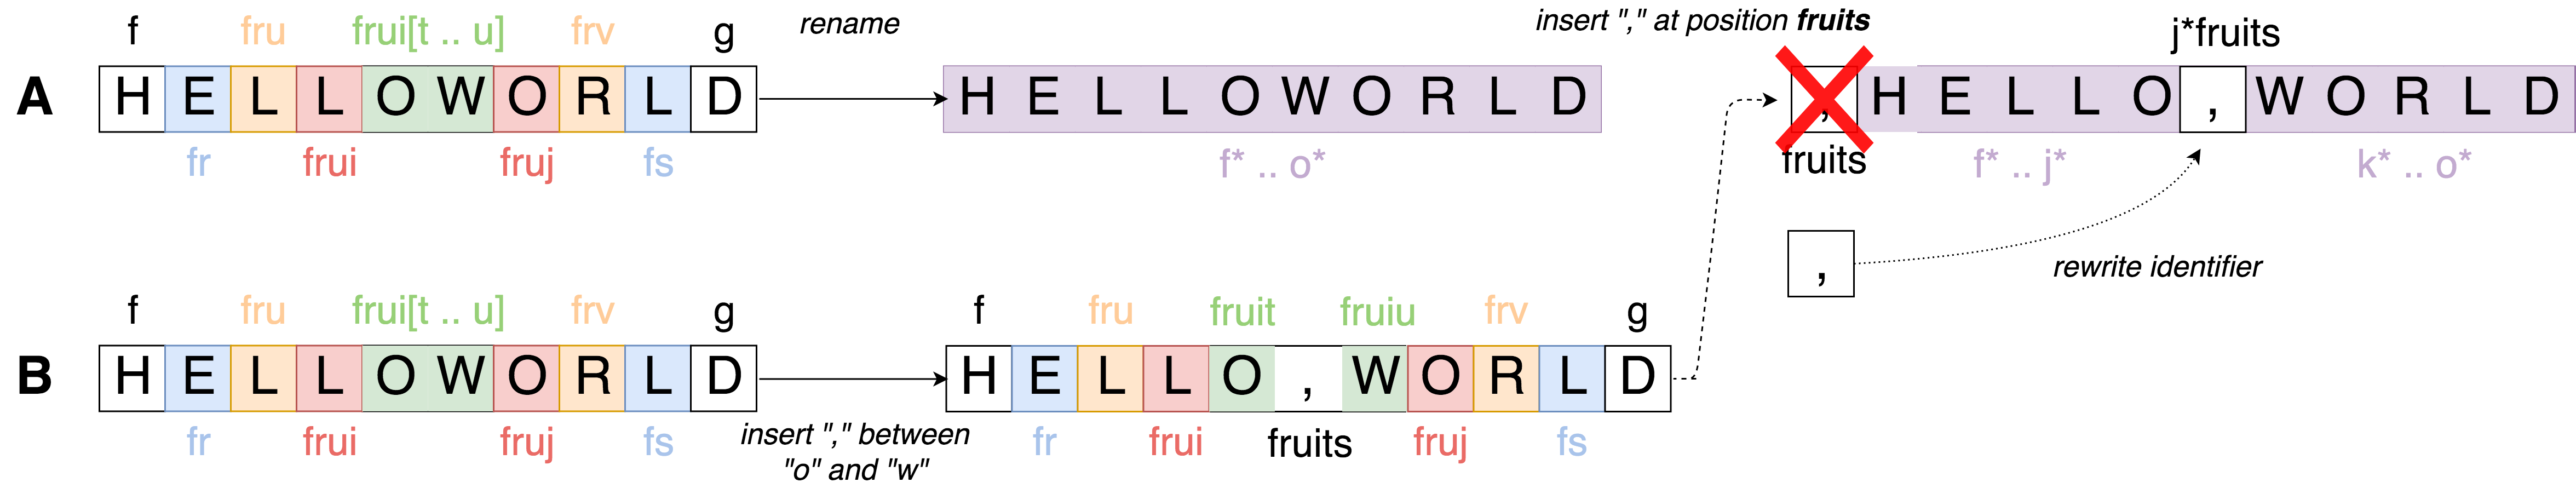 f fru frui[t .. u] frv g rename insert "," at position fruits j*fruits
A H E L L O W O R L D H E L L O W O R L D , H E L L O , W O R L D
fr frui fruj fs f* .. o* fruits f* .. j* k* .. o*
, rewrite identifier
f fru frui[t .. u] frv g f fru fruit fruiu frv g
B H E L L O W O R L D H E L L O , W O R L D
fr frui fruj fs insert "," between fr frui fruits fruj fs
"o" and "w"